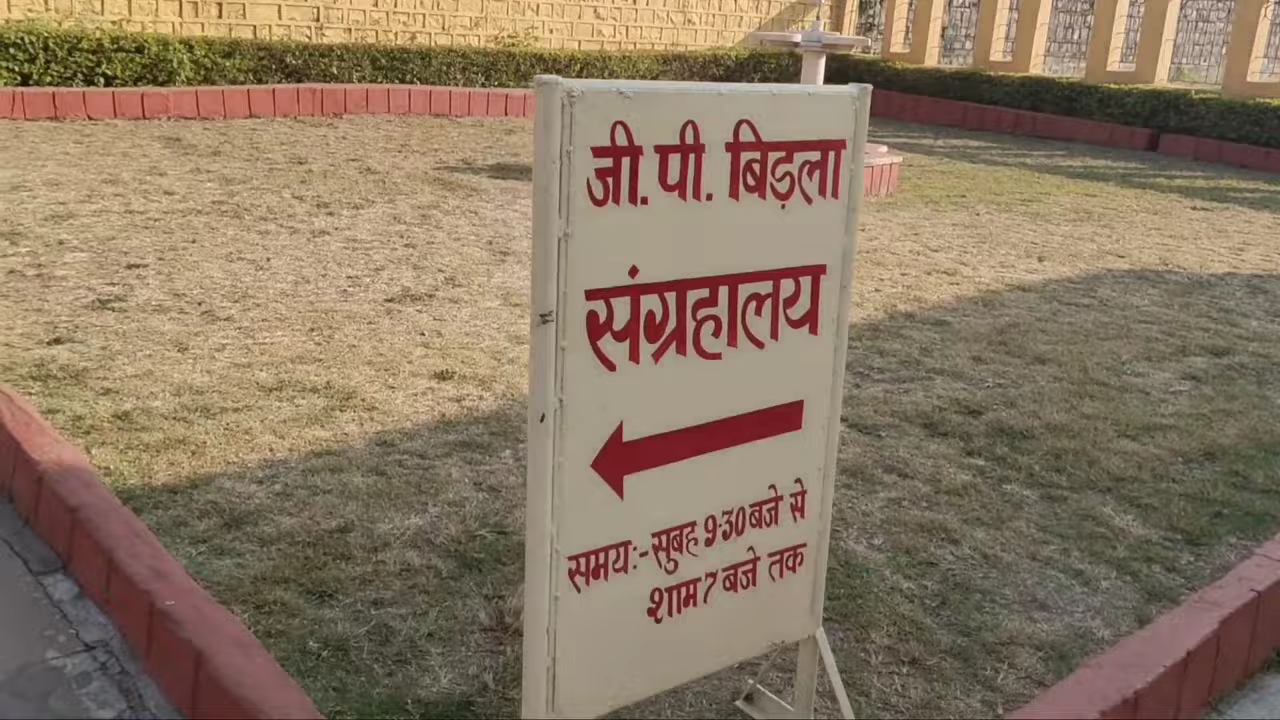 जी.पी. बिड़ला
संग्रहालय
समय:- सुबह 9·30 बजे से
शाम 7 बजे तक